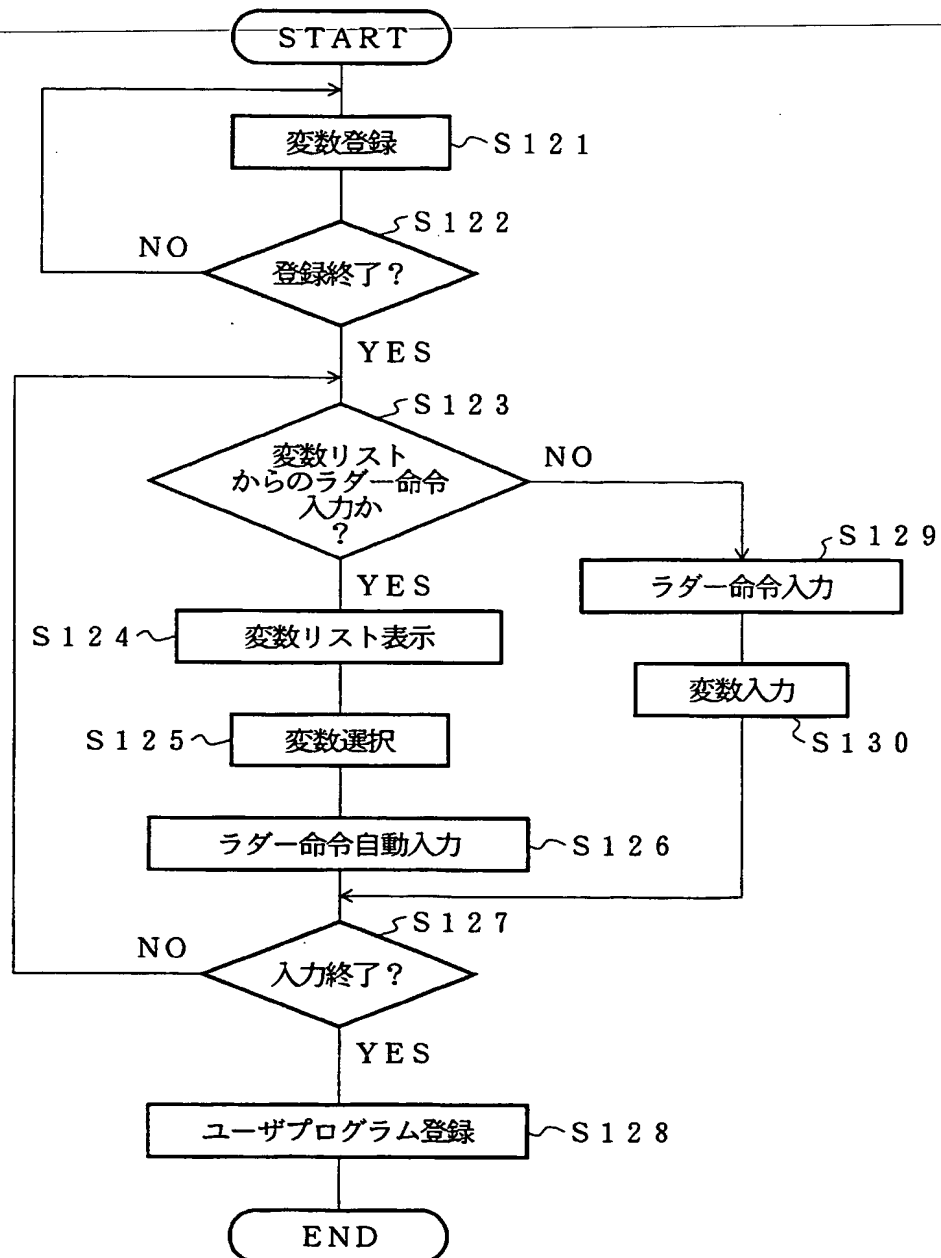 START
変数登録
S121
S122
NO
登録終了?
YES
S123
変数リスト
からのラダー命令
入力か
?
NO
YES
S129
ラダー命令入力
S124
変数リスト表示
変数入力
S130
S125
変数選択
ラダー命令自動入力
S126
S127
NO
入力終了?
YES
ユーザプログラム登録
S128
END